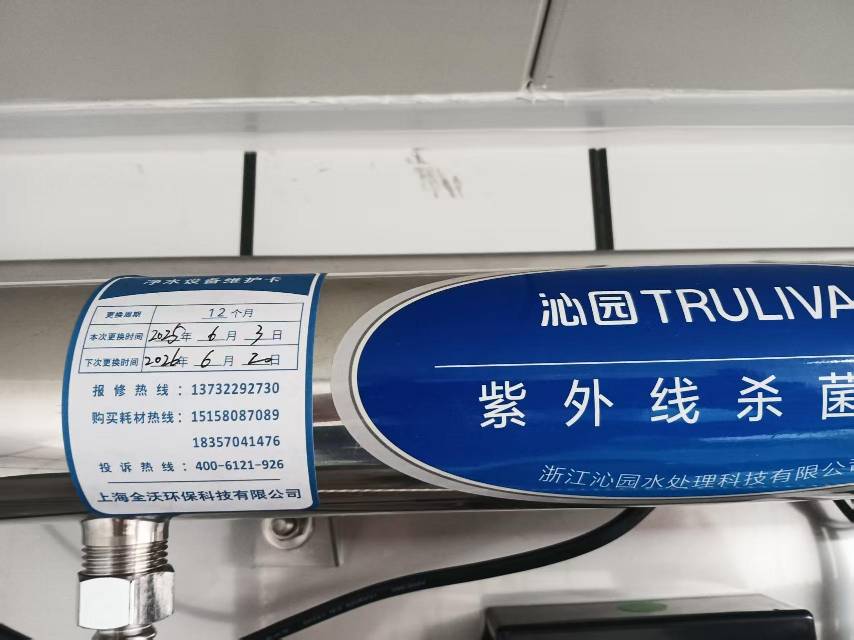 净水设备维护卡
更换周期 12个月
本次更换时间 2025年 6月 3日
下次更换时间 2026年 6月 2日
报修热线：13732292730
购买耗材热线：15158087089
18357041476
投诉热线：400-6121-926
上海全沃环保科技有限公司
沁园TRULIVA
紫外线杀菌
浙江沁园水处理科技有限公司